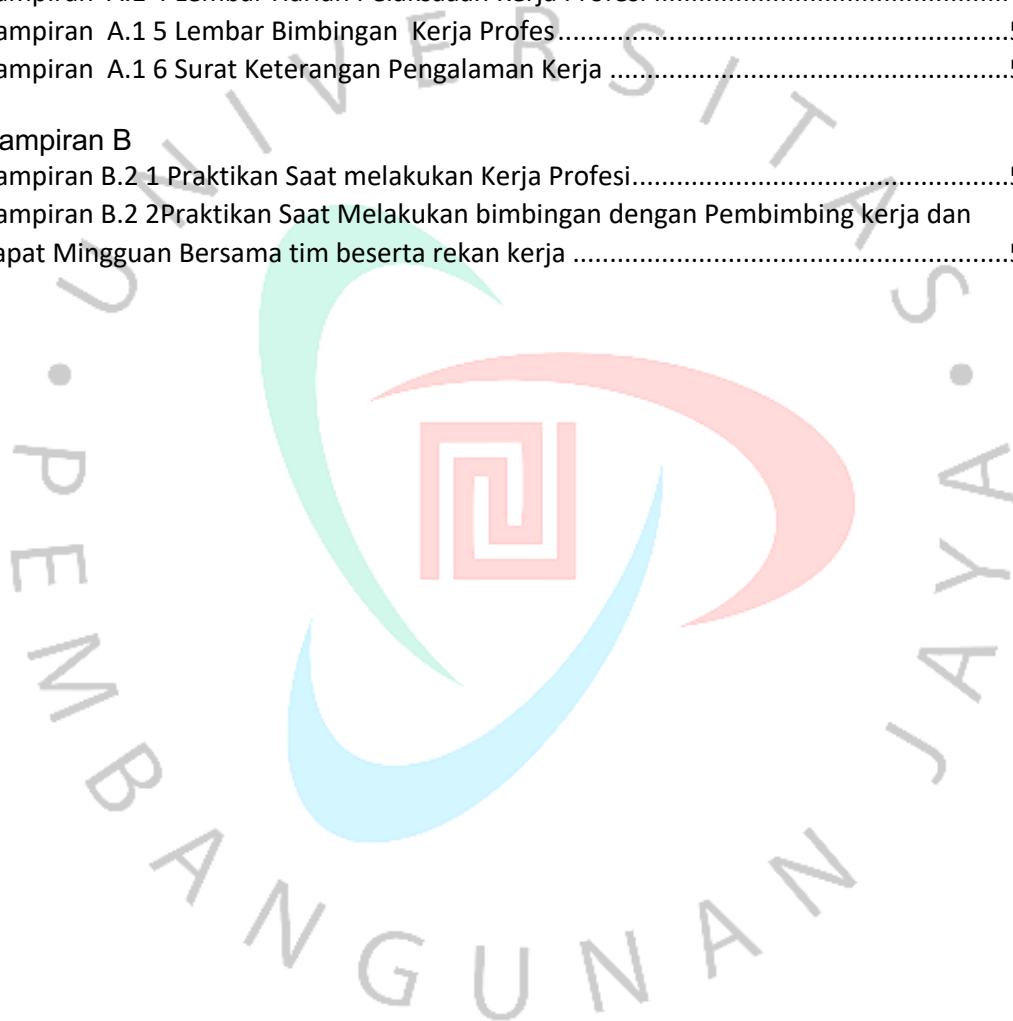 ampiran A.1 5 Lembar Bimbingan Kerja Profes
ampiran A.1 6 Surat Keterangan Pengalaman Kerja
ampiran B
ampiran B.2 1 Praktikan Saat melakukan Kerja Profesi
ampiran B.2 2Praktikan Saat Melakukan bimbingan dengan Pembimbing kerja dan
apat Mingguan Bersama tim beserta rekan kerja
UNIVERSITAS • PEMBANGUNAN JAYA •